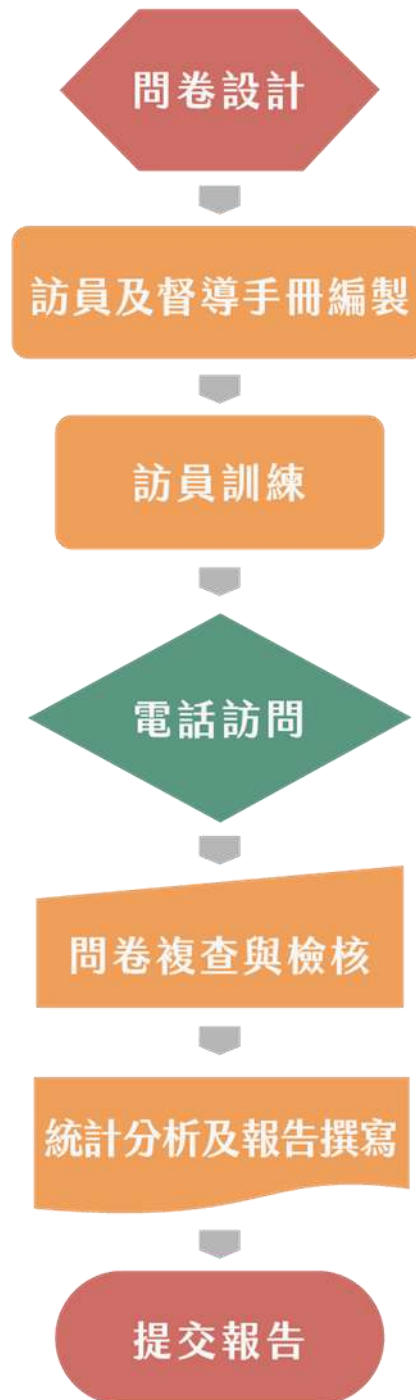 問卷設計
訪員及督導手冊編製
訪員訓練
電話訪問
問卷複查與檢核
統計分析及報告撰寫
提交報告